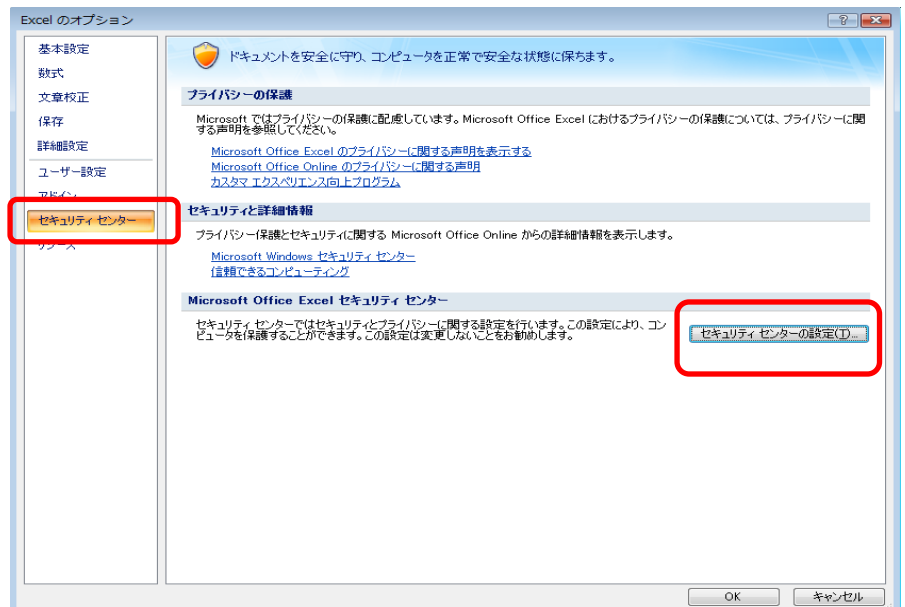 Excel のオプション
基本設定
数式
文章校正
保存
詳細設定
ユーザー設定
アドイン
セキュリティ センター
リソース
ドキュメントを安全に守り、コンピュータを正常で安全な状態に保ちます。
プライバシーの保護
Microsoft ではプライバシーの保護に配慮しています。Microsoft Office Excel におけるプライバシーの保護については、プライバシーに関
する声明を参照してください。
Microsoft Office Excel のプライバシーに関する声明を表示する
Microsoft Office Online のプライバシーに関する声明
カスタマ エクスペリエンス向上プログラム
セキュリティと詳細情報
プライバシー保護とセキュリティに関する Microsoft Office Online からの詳細情報を表示します。
Microsoft Windows セキュリティ センター
信頼できるコンピューティング
Microsoft Office Excel セキュリティ センター
セキュリティ センターではセキュリティとプライバシーに関する設定を行います。この設定により、コン
ピュータを保護することができます。この設定は変更しないことをお勧めします。
セキュリティ センターの設定(T)...
OK
キャンセル